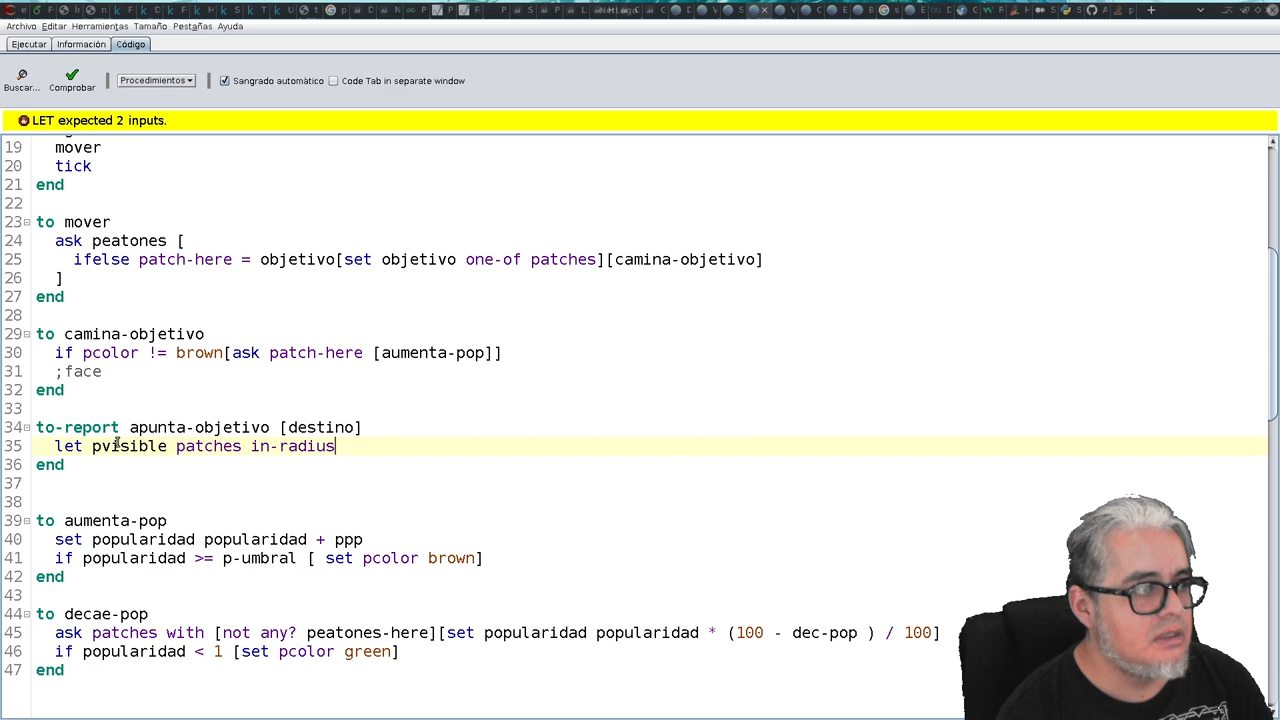 Archivo Editar Herramientas Tamaño Pestañas Ayuda
Ejecutar Información Código
Buscar... Comprobar Procedimientos Sangrado automático Code Tab in separate window
LET expected 2 inputs.
19 mover
20 tick
21 end
22
23 to mover
24 ask peatones [
25 ifelse patch-here = objetivo[set objetivo one-of patches][camina-objetivo]
26 ]
27 end
28
29 to camina-objetivo
30 if pcolor != brown[ask patch-here [aumenta-pop]]
31 ;face
32 end
33
34 to-report apunta-objetivo [destino]
35 let pvisible patches in-radius
36 end
37
38
39 to aumenta-pop
40 set popularidad popularidad + ppp
41 if popularidad >= p-umbral [ set pcolor brown]
42 end
43
44 to decae-pop
45 ask patches with [not any? peatones-here][set popularidad popularidad * (100 - dec-pop ) / 100]
46 if popularidad < 1 [set pcolor green]
47 end